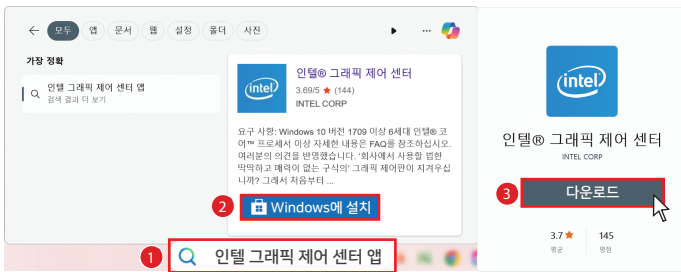 모두 앱 문서 웹 설정 폴더 사진
가장 정확
인텔 그래픽 제어 센터 앱
검색 결과 더 보기
intel
인텔® 그래픽 제어 센터
3.69/5 ★ (144)
INTEL CORP
요구 사항: Windows 10 버전 1709 이상 6세대 인텔® 코
어™ 프로세서 이상 자세한 내용은 FAQ를 참조하십시오.
여러분의 의견을 반영했습니다. '회사에서 사용할 법한
딱딱하고 매력이 없는 구식의' 그래픽 제어판이 지겨우십
니까? 그래서 처음부터 ...
2 Windows에 설치
1 인텔 그래픽 제어 센터 앱
intel
인텔® 그래픽 제어 센터
INTEL CORP
3 다운로드
3.7★ 145
평균 평점